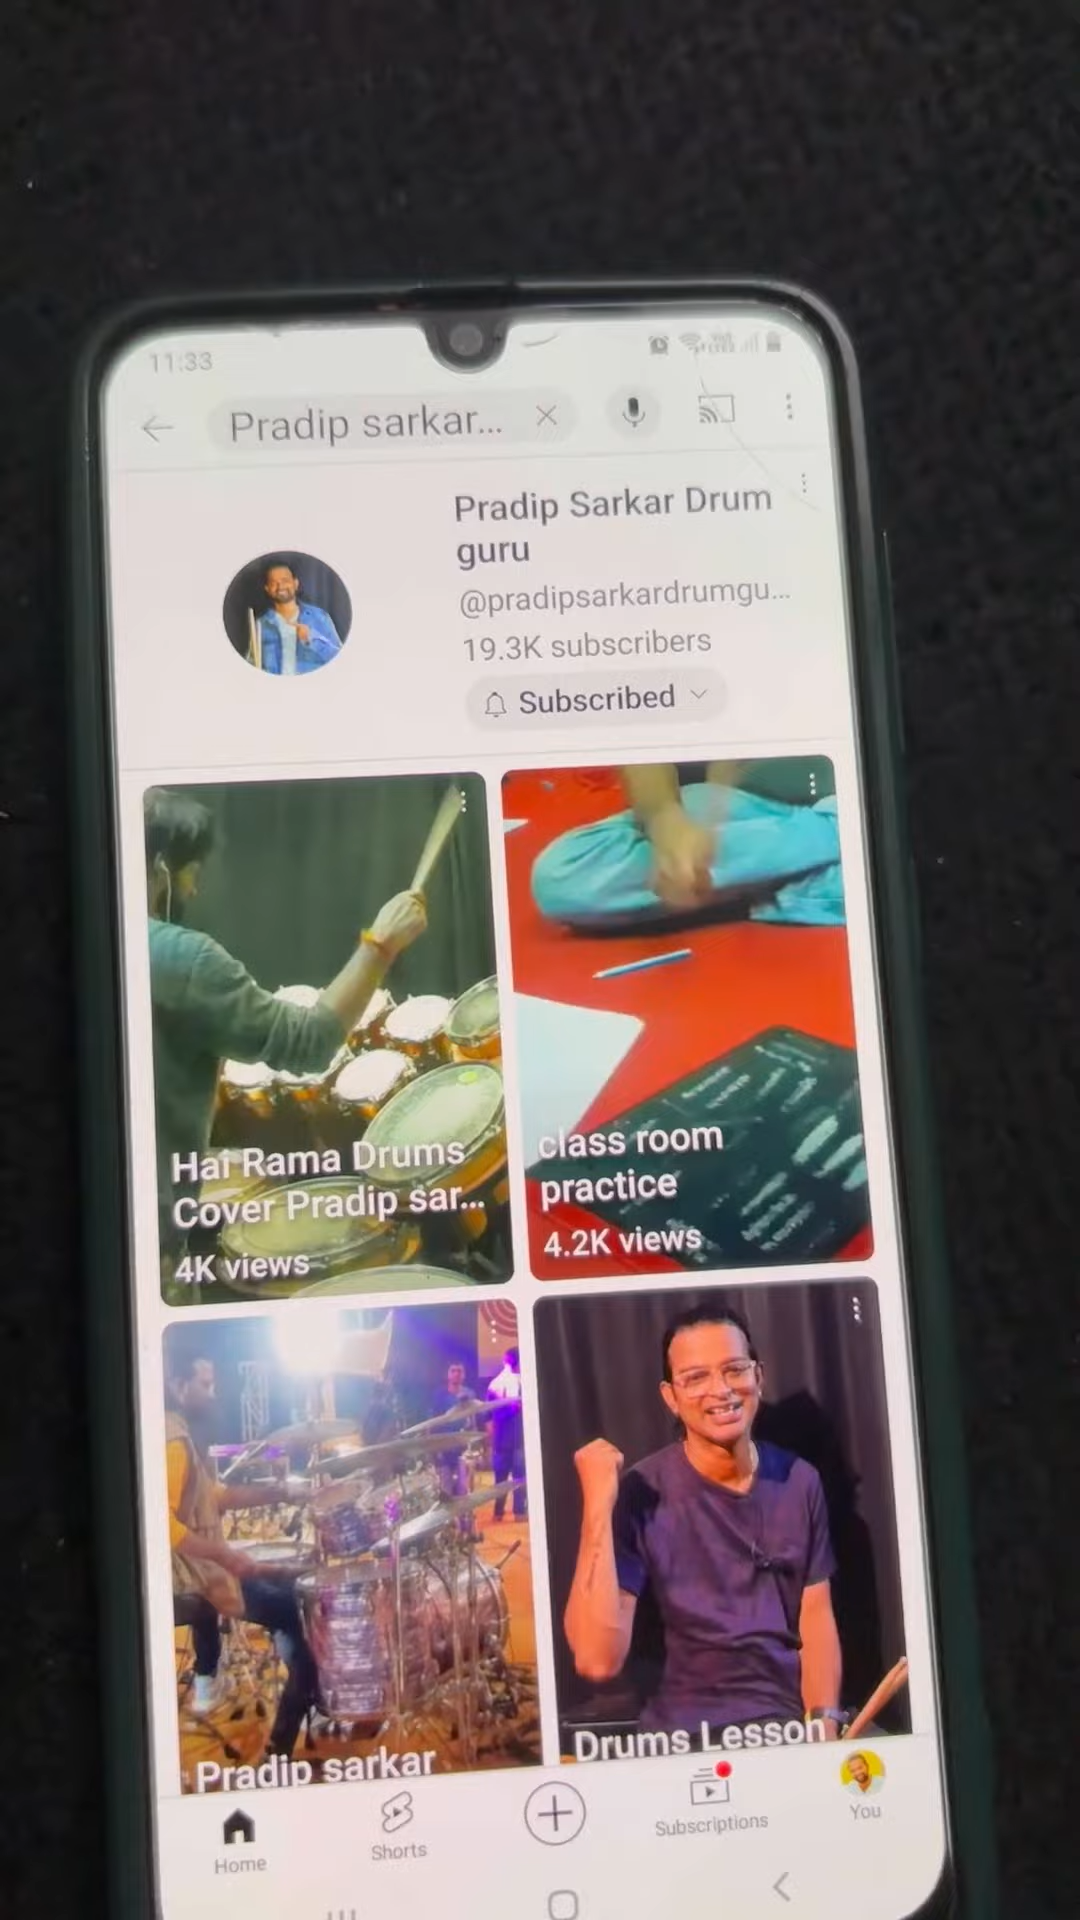 11:33
Pradip sarkar...
Pradip Sarkar Drum
guru
@pradipsarkardrumgu...
19.3K subscribers
Subscribed
Hai Rama Drums
Cover Pradip sar...
4K views
class room
practice
4.2K views
Pradip sarkar
Drums Lesson
Home
Shorts
Subscriptions
You